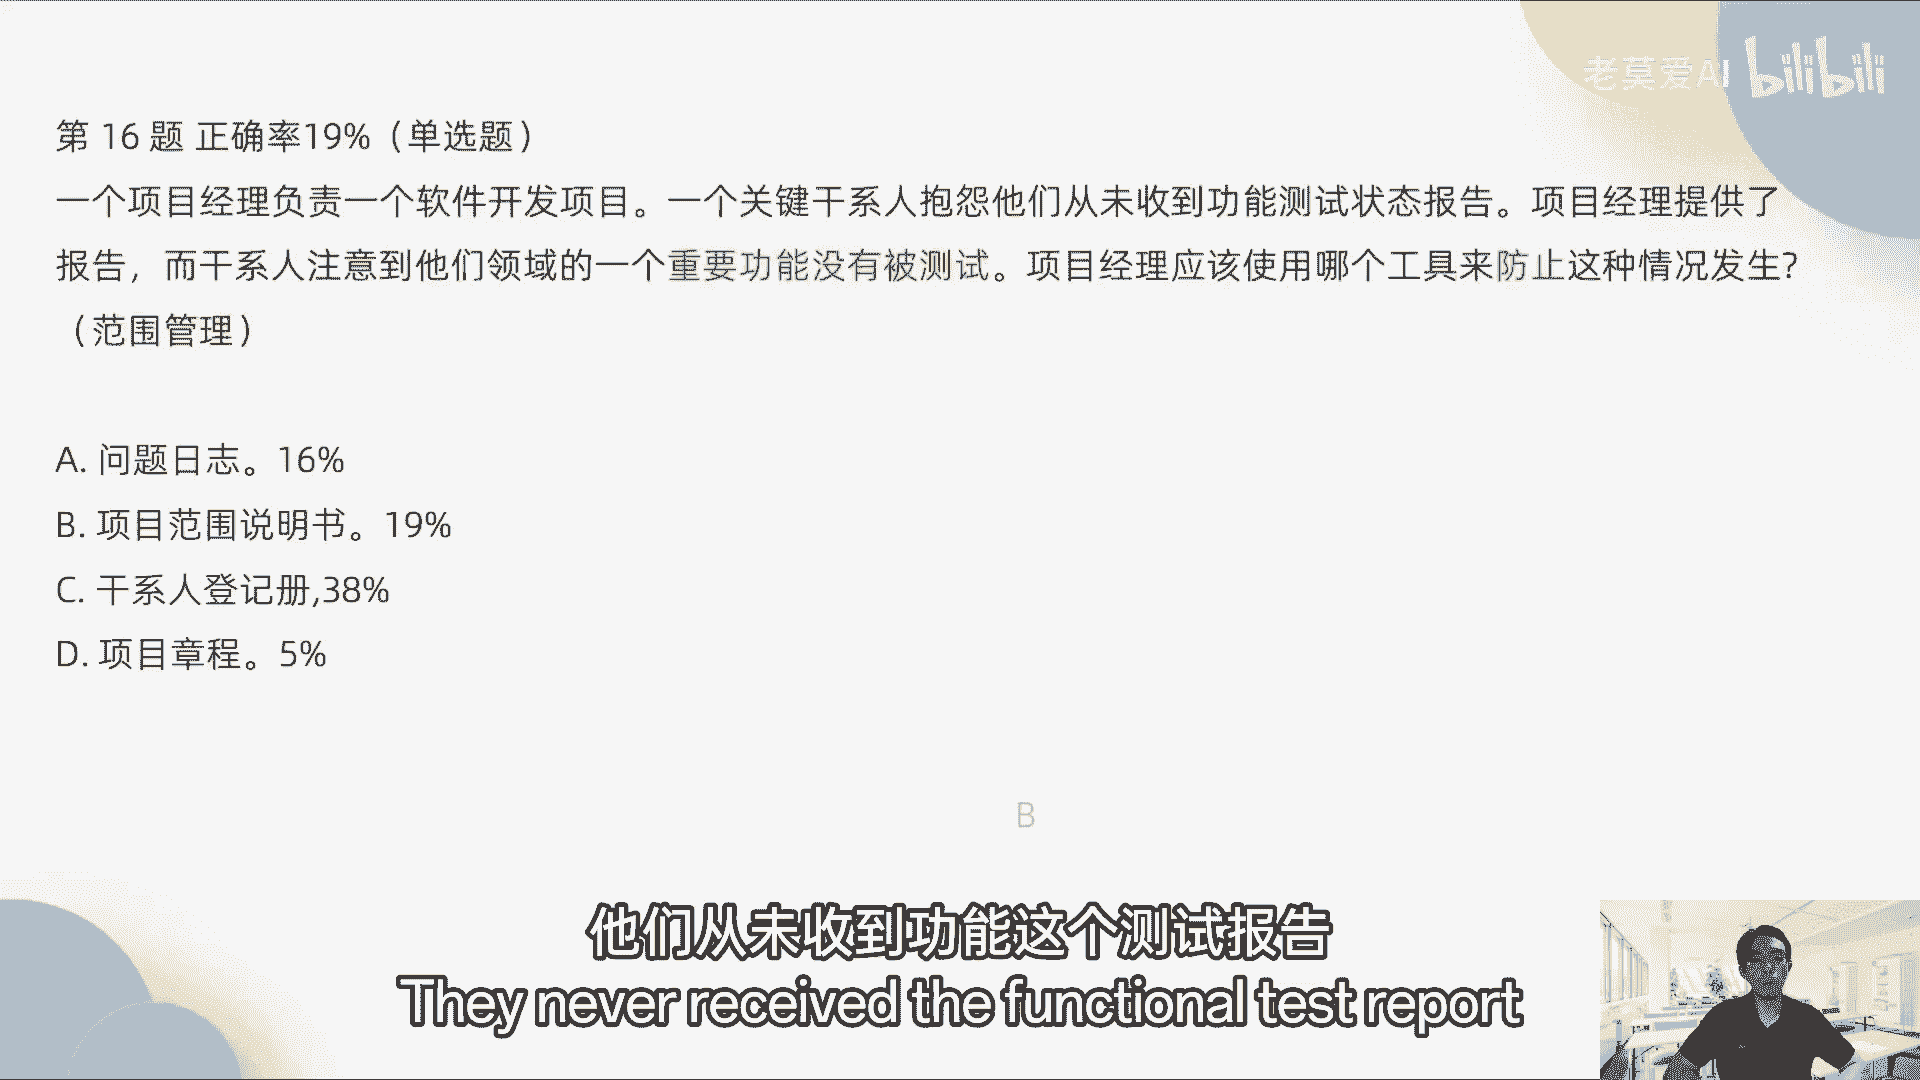 老莫爱AI bilibili
第 16 题 正确率19%（单选题）
一个项目经理负责一个软件开发项目。一个关键干系人抱怨他们从未收到功能测试状态报告。项目经理提供了
报告，而干系人注意到他们领域的一个重要功能没有被测试。项目经理应该使用哪个工具来防止这种情况发生?
（范围管理）
A. 问题日志。16%
B. 项目范围说明书。19%
C. 干系人登记册,38%
D. 项目章程。5%
B
他们从未收到功能这个测试报告
They never received the functional test report